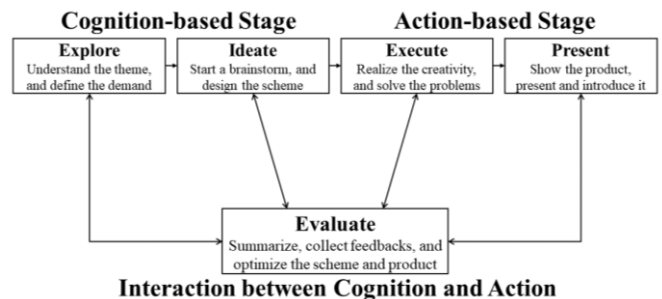 Cognition-based Stage
Action-based Stage
Explore
Understand the theme,
and define the demand
Ideate
Start a brainstorm, and
design the scheme
Execute
Realize the creativity,
and solve the problems
Present
Show the product,
present and introduce it
Evaluate
Summarize, collect feedbacks, and
optimize the scheme and product
Interaction between Cognition and Action